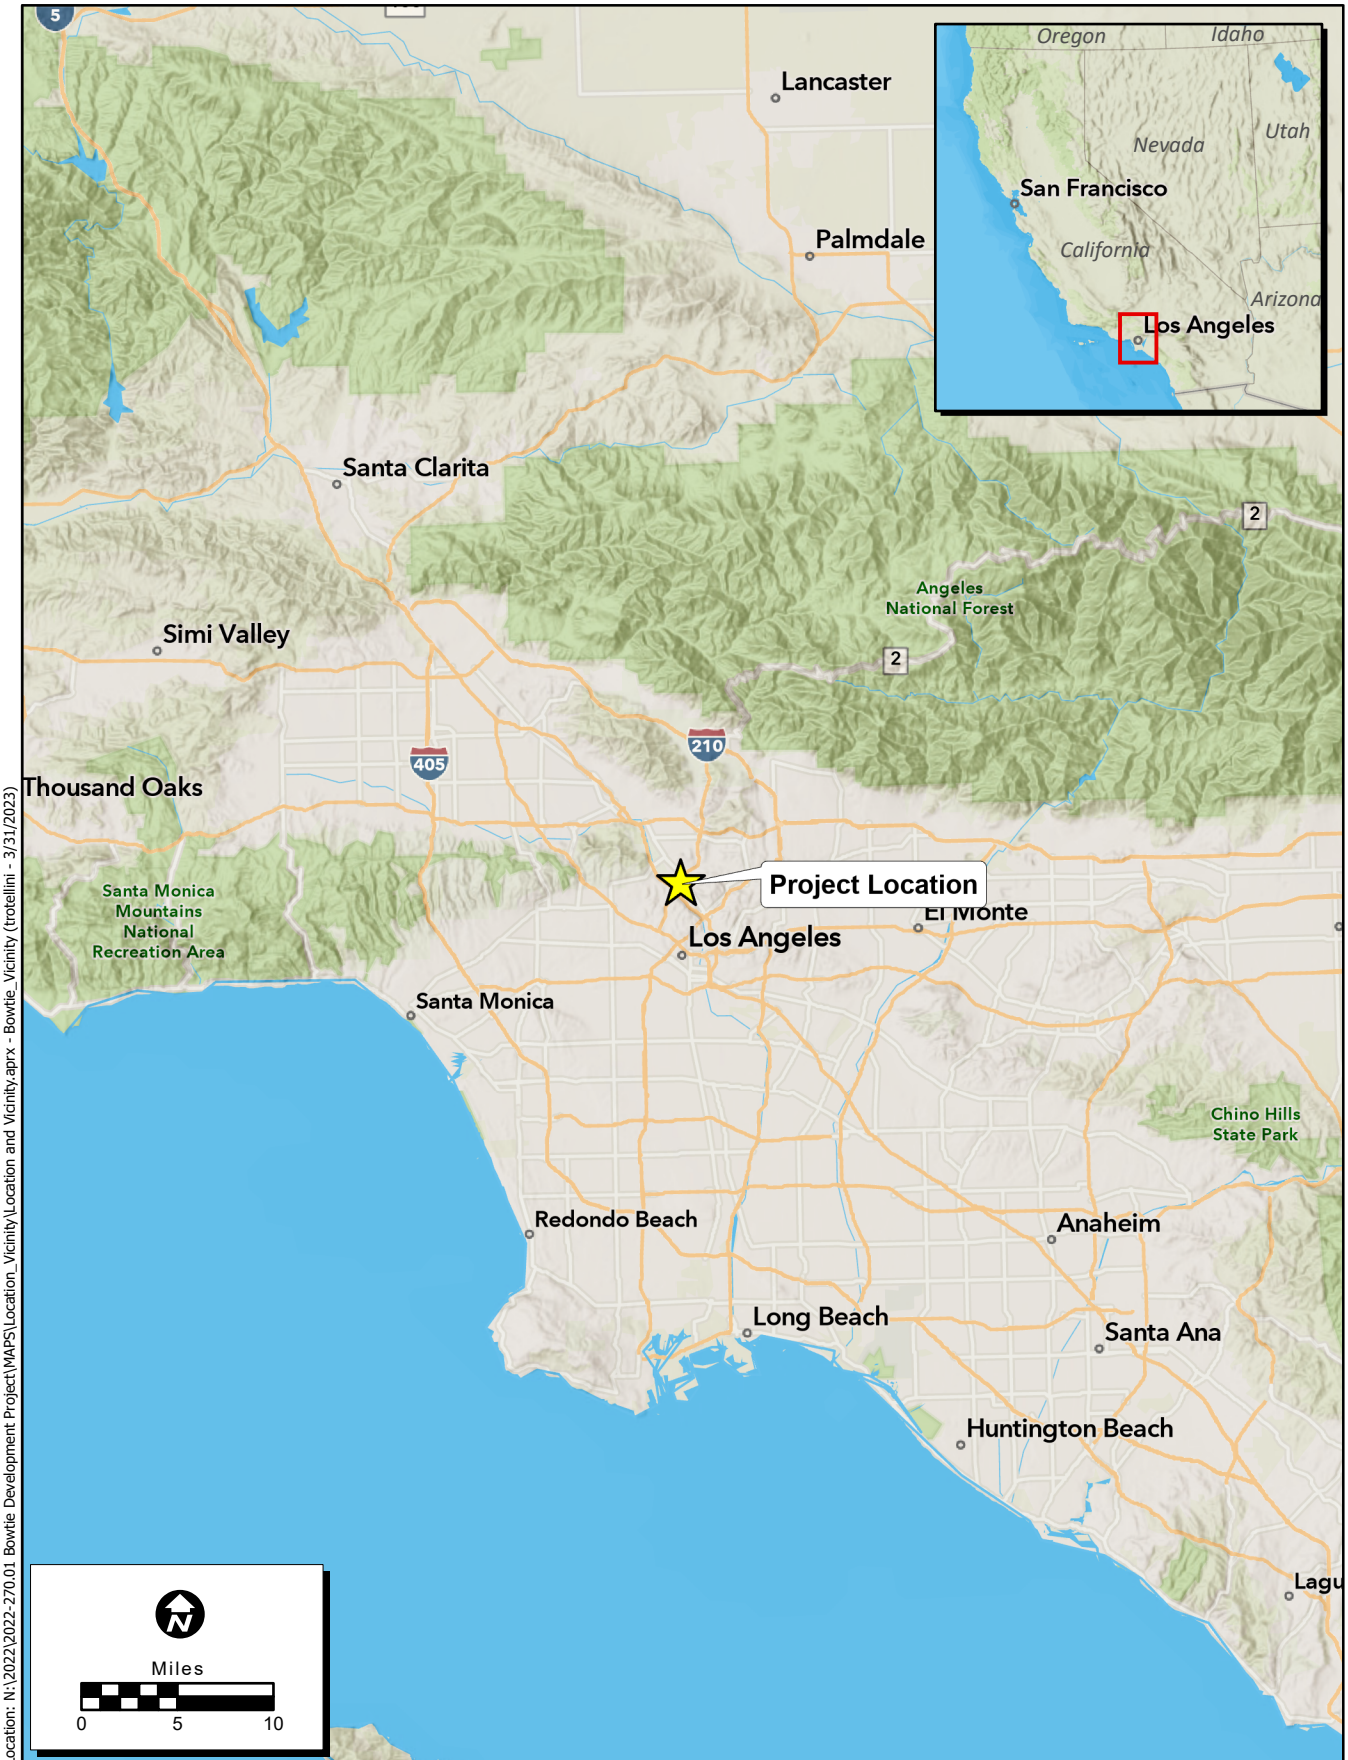 5
Lancaster
Palmdale
Oregon
Idaho
Nevada
Utah
San Francisco
California
Arizona
Los Angeles
Santa Clarita
2
Angeles
National Forest
2
Simi Valley
210
405
Thousand Oaks
Santa Monica
Mountains
National
Recreation Area
Project Location
El Monte
Los Angeles
Santa Monica
Chino Hills
State Park
Redondo Beach
Anaheim
Long Beach
Santa Ana
Huntington Beach
Lagu
N
Miles
0 5 10
ocation: N:\2022\2022-270.01 Bowtie Development Project\MAPS\Location_Vicinity\Location and Vicinity.aprx - Bowtie_Vicinity (trotellini - 3/31/2023)